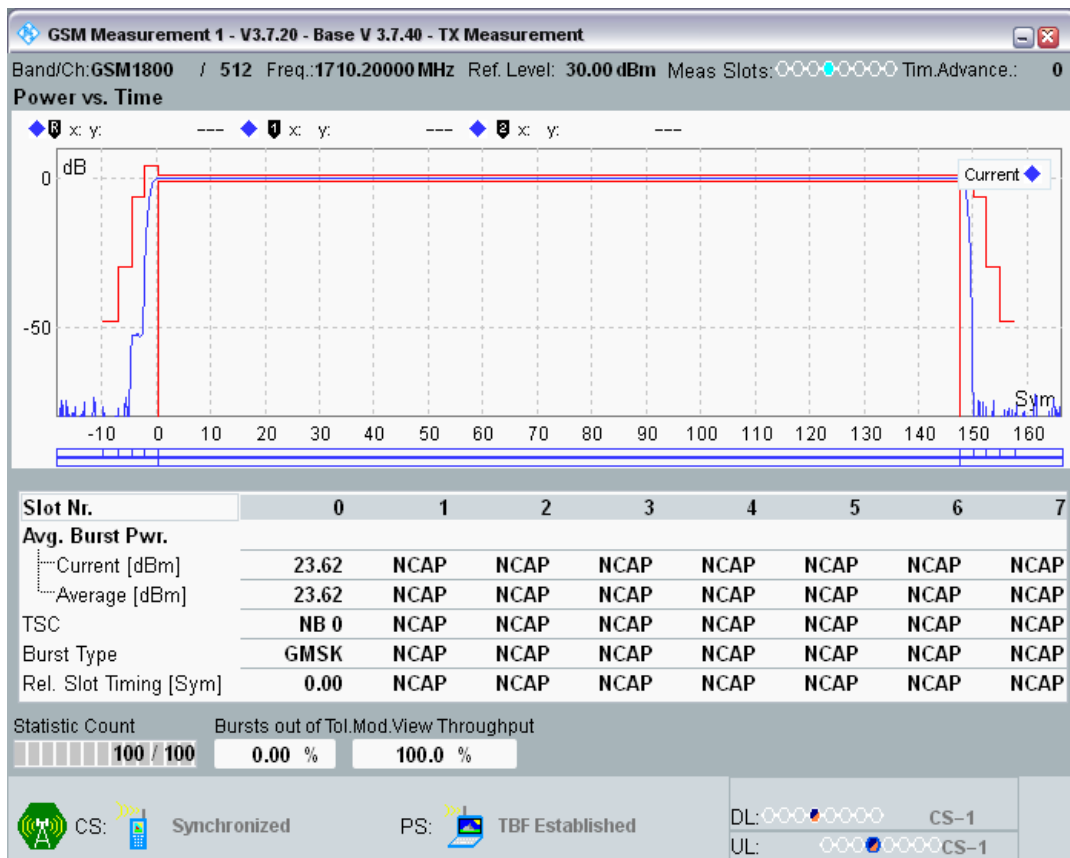 GSM Measurement 1 - V3.7.20 - Base V 3.7.40 - TX Measurement
Band/Ch:GSM1800 / 512 Freq.:1710.20000 MHz Ref. Level: 30.00 dBm Meas Slots: Tim.Advance.: 0
Power vs. Time
R x: y: --- 1 x: y: --- 2 x: y: ---
dB
Current
0
-50
Sym
-10 0 10 20 30 40 50 60 70 80 90 100 110 120 130 140 150 160
Slot Nr. 0 1 2 3 4 5 6 7
Avg. Burst Pwr.
Current [dBm] 23.62 NCAP NCAP NCAP NCAP NCAP NCAP NCAP
Average [dBm] 23.62 NCAP NCAP NCAP NCAP NCAP NCAP NCAP
TSC NB 0 NCAP NCAP NCAP NCAP NCAP NCAP NCAP
Burst Type GMSK NCAP NCAP NCAP NCAP NCAP NCAP NCAP
Rel. Slot Timing [Sym] 0.00 NCAP NCAP NCAP NCAP NCAP NCAP NCAP
Statistic Count Bursts out of Tol.Mod.View Throughput
100 / 100 0.00 % 100.0 %
CS: Synchronized PS: TBF Established
DL: CS-1
UL: CS-1